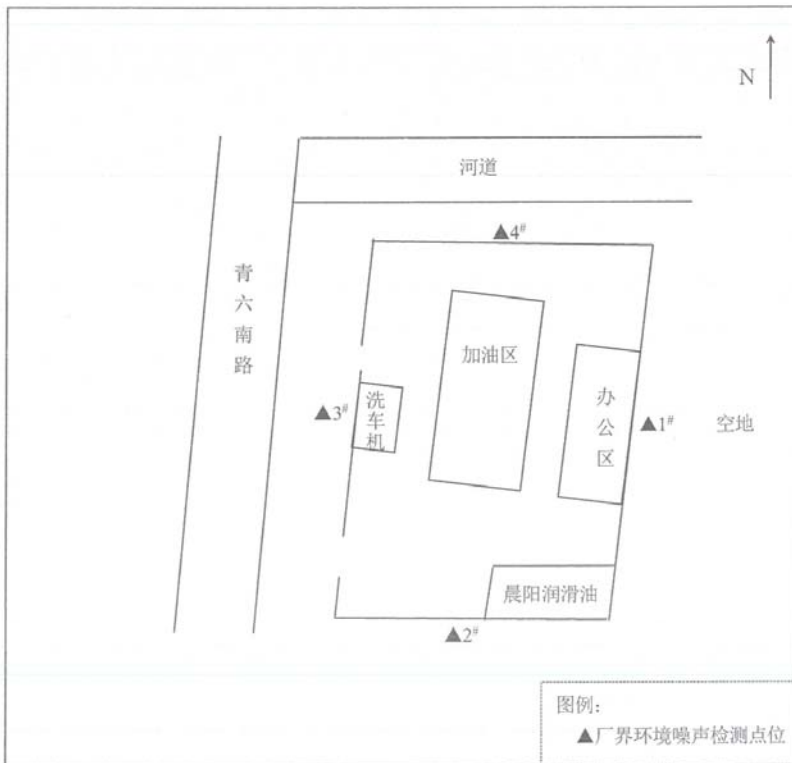 N
河道
▲4#
青六南路
加油区
办公区
洗车机
▲3#
▲1#
空地
晨阳润滑油
▲2#
图例：
▲厂界环境噪声检测点位